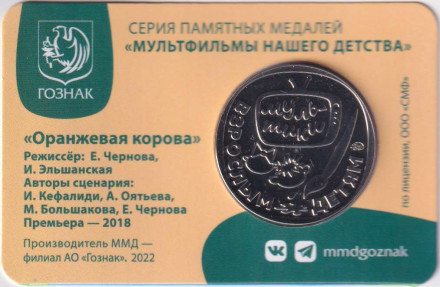 СЕРИЯ ПАМЯТНЫХ МЕДАЛЕЙ
«МУЛЬТФИЛЬМЫ НАШЕГО ДЕТСТВА»
ГОЗНАК
«Оранжевая корова»
Режиссёр: Е. Чернова,
И. Эльшанская
Авторы сценария:
И. Кефалиди, А. Оятьева,
М. Большакова, Е. Чернова
Премьера — 2018
Производитель ММД —
филиал АО «Гознак». 2022
МУЛЬТ
ИКИ
ВЗРОСЛЫМ ДЕТЯМ
по лицензии, ООО «СМФ»
mmdgoznak